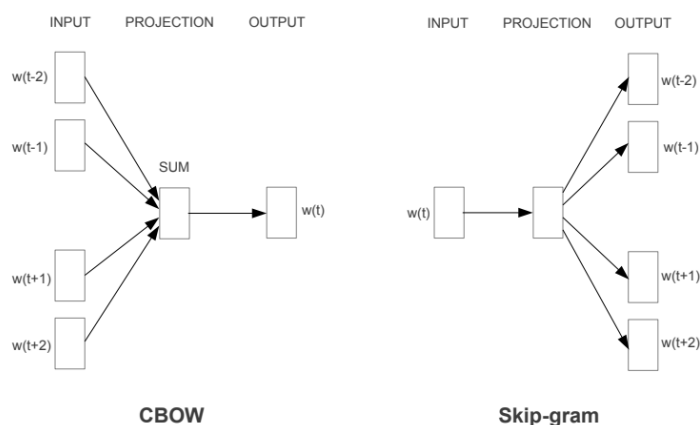 INPUT PROJECTION OUTPUT
w(t-2)
w(t-1)
SUM
w(t)
w(t+1)
w(t+2)
CBOW
INPUT PROJECTION OUTPUT
w(t-2)
w(t-1)
w(t)
w(t+1)
w(t+2)
Skip-gram